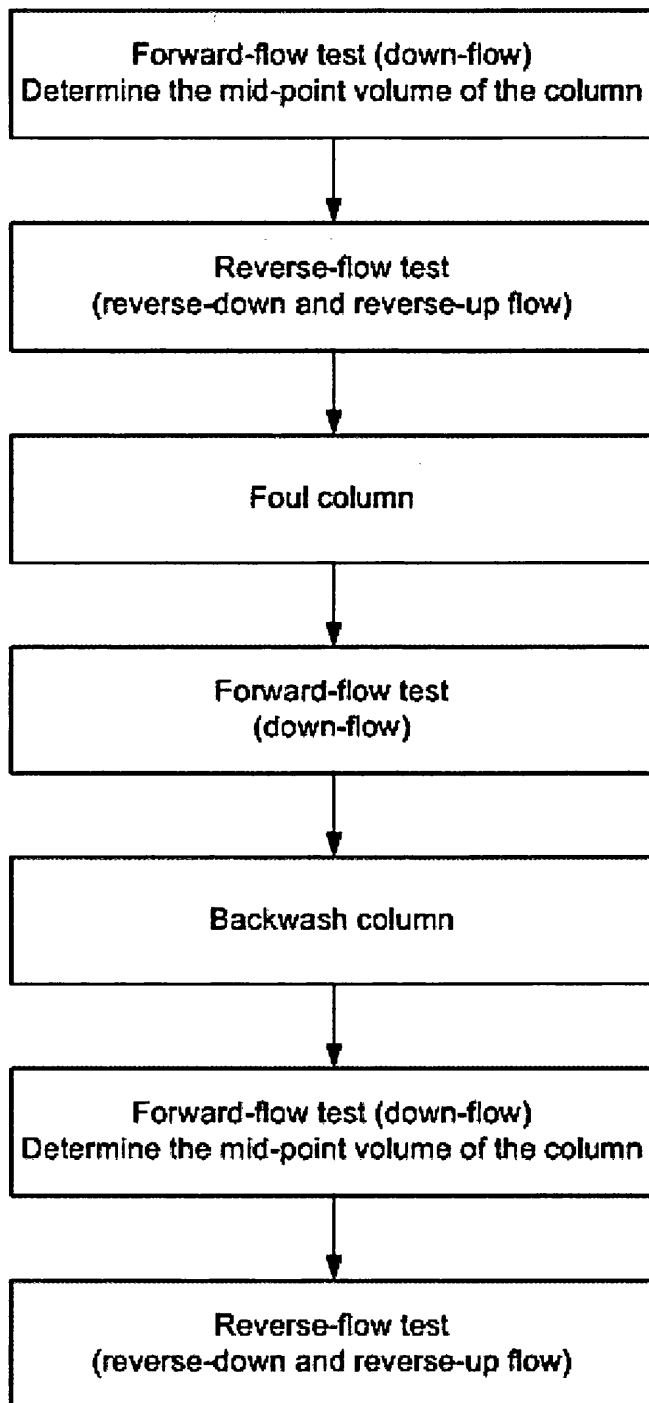 Forward-flow test (down-flow)
Determine the mid-point volume of the column
Reverse-flow test
(reverse-down and reverse-up flow)
Foul column
Forward-flow test
(down-flow)
Backwash column
Forward-flow test (down-flow)
Determine the mid-point volume of the column
Reverse-flow test
(reverse-down and reverse-up flow)